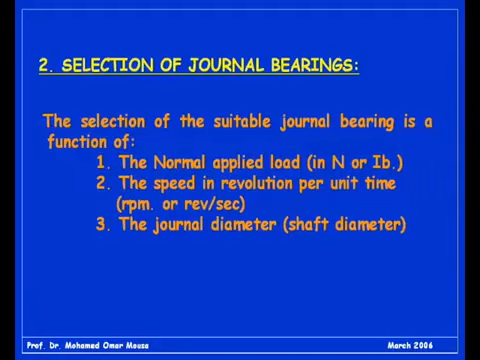 2. SELECTION OF JOURNAL BEARINGS:
The selection of the suitable journal bearing is a
function of:
1. The Normal applied load (in N or Ib.)
2. The speed in revolution per unit time
(rpm. or rev/sec)
3. The journal diameter (shaft diameter)
Prof. Dr. Mohamed Omar Mousa
March 2006